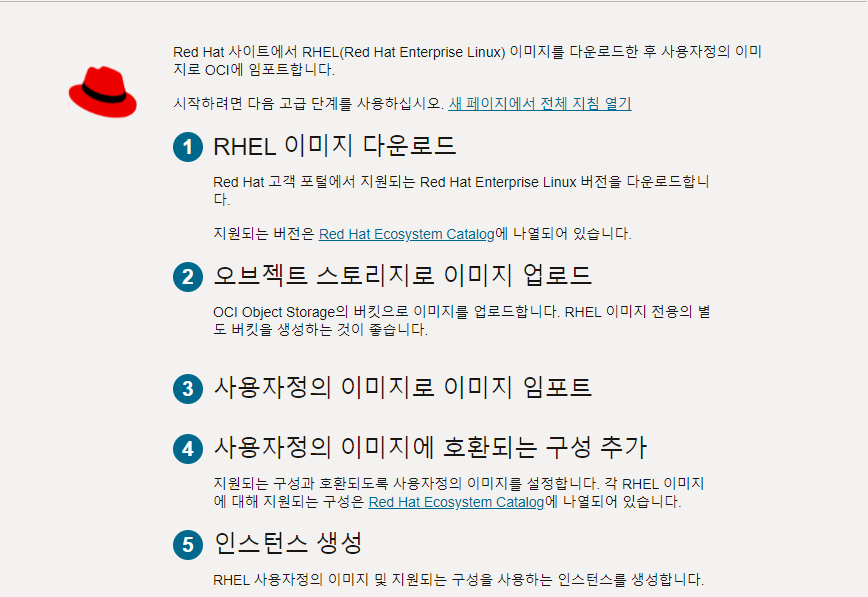 Red Hat 사이트에서 RHEL(Red Hat Enterprise Linux) 이미지를 다운로드한 후 사용자정의 이미
지로 OCI에 임포트합니다.
시작하려면 다음 고급 단계를 사용하십시오. 새 페이지에서 전체 지침 열기
1 RHEL 이미지 다운로드
Red Hat 고객 포털에서 지원되는 Red Hat Enterprise Linux 버전을 다운로드합니
다.
지원되는 버전은 Red Hat Ecosystem Catalog에 나열되어 있습니다.
2 오브젝트 스토리지로 이미지 업로드
OCI Object Storage의 버킷으로 이미지를 업로드합니다. RHEL 이미지 전용의 별
도 버킷을 생성하는 것이 좋습니다.
3 사용자정의 이미지로 이미지 임포트
4 사용자정의 이미지에 호환되는 구성 추가
지원되는 구성과 호환되도록 사용자정의 이미지를 설정합니다. 각 RHEL 이미지
에 대해 지원되는 구성은 Red Hat Ecosystem Catalog에 나열되어 있습니다.
5 인스턴스 생성
RHEL 사용자정의 이미지 및 지원되는 구성을 사용하는 인스턴스를 생성합니다.